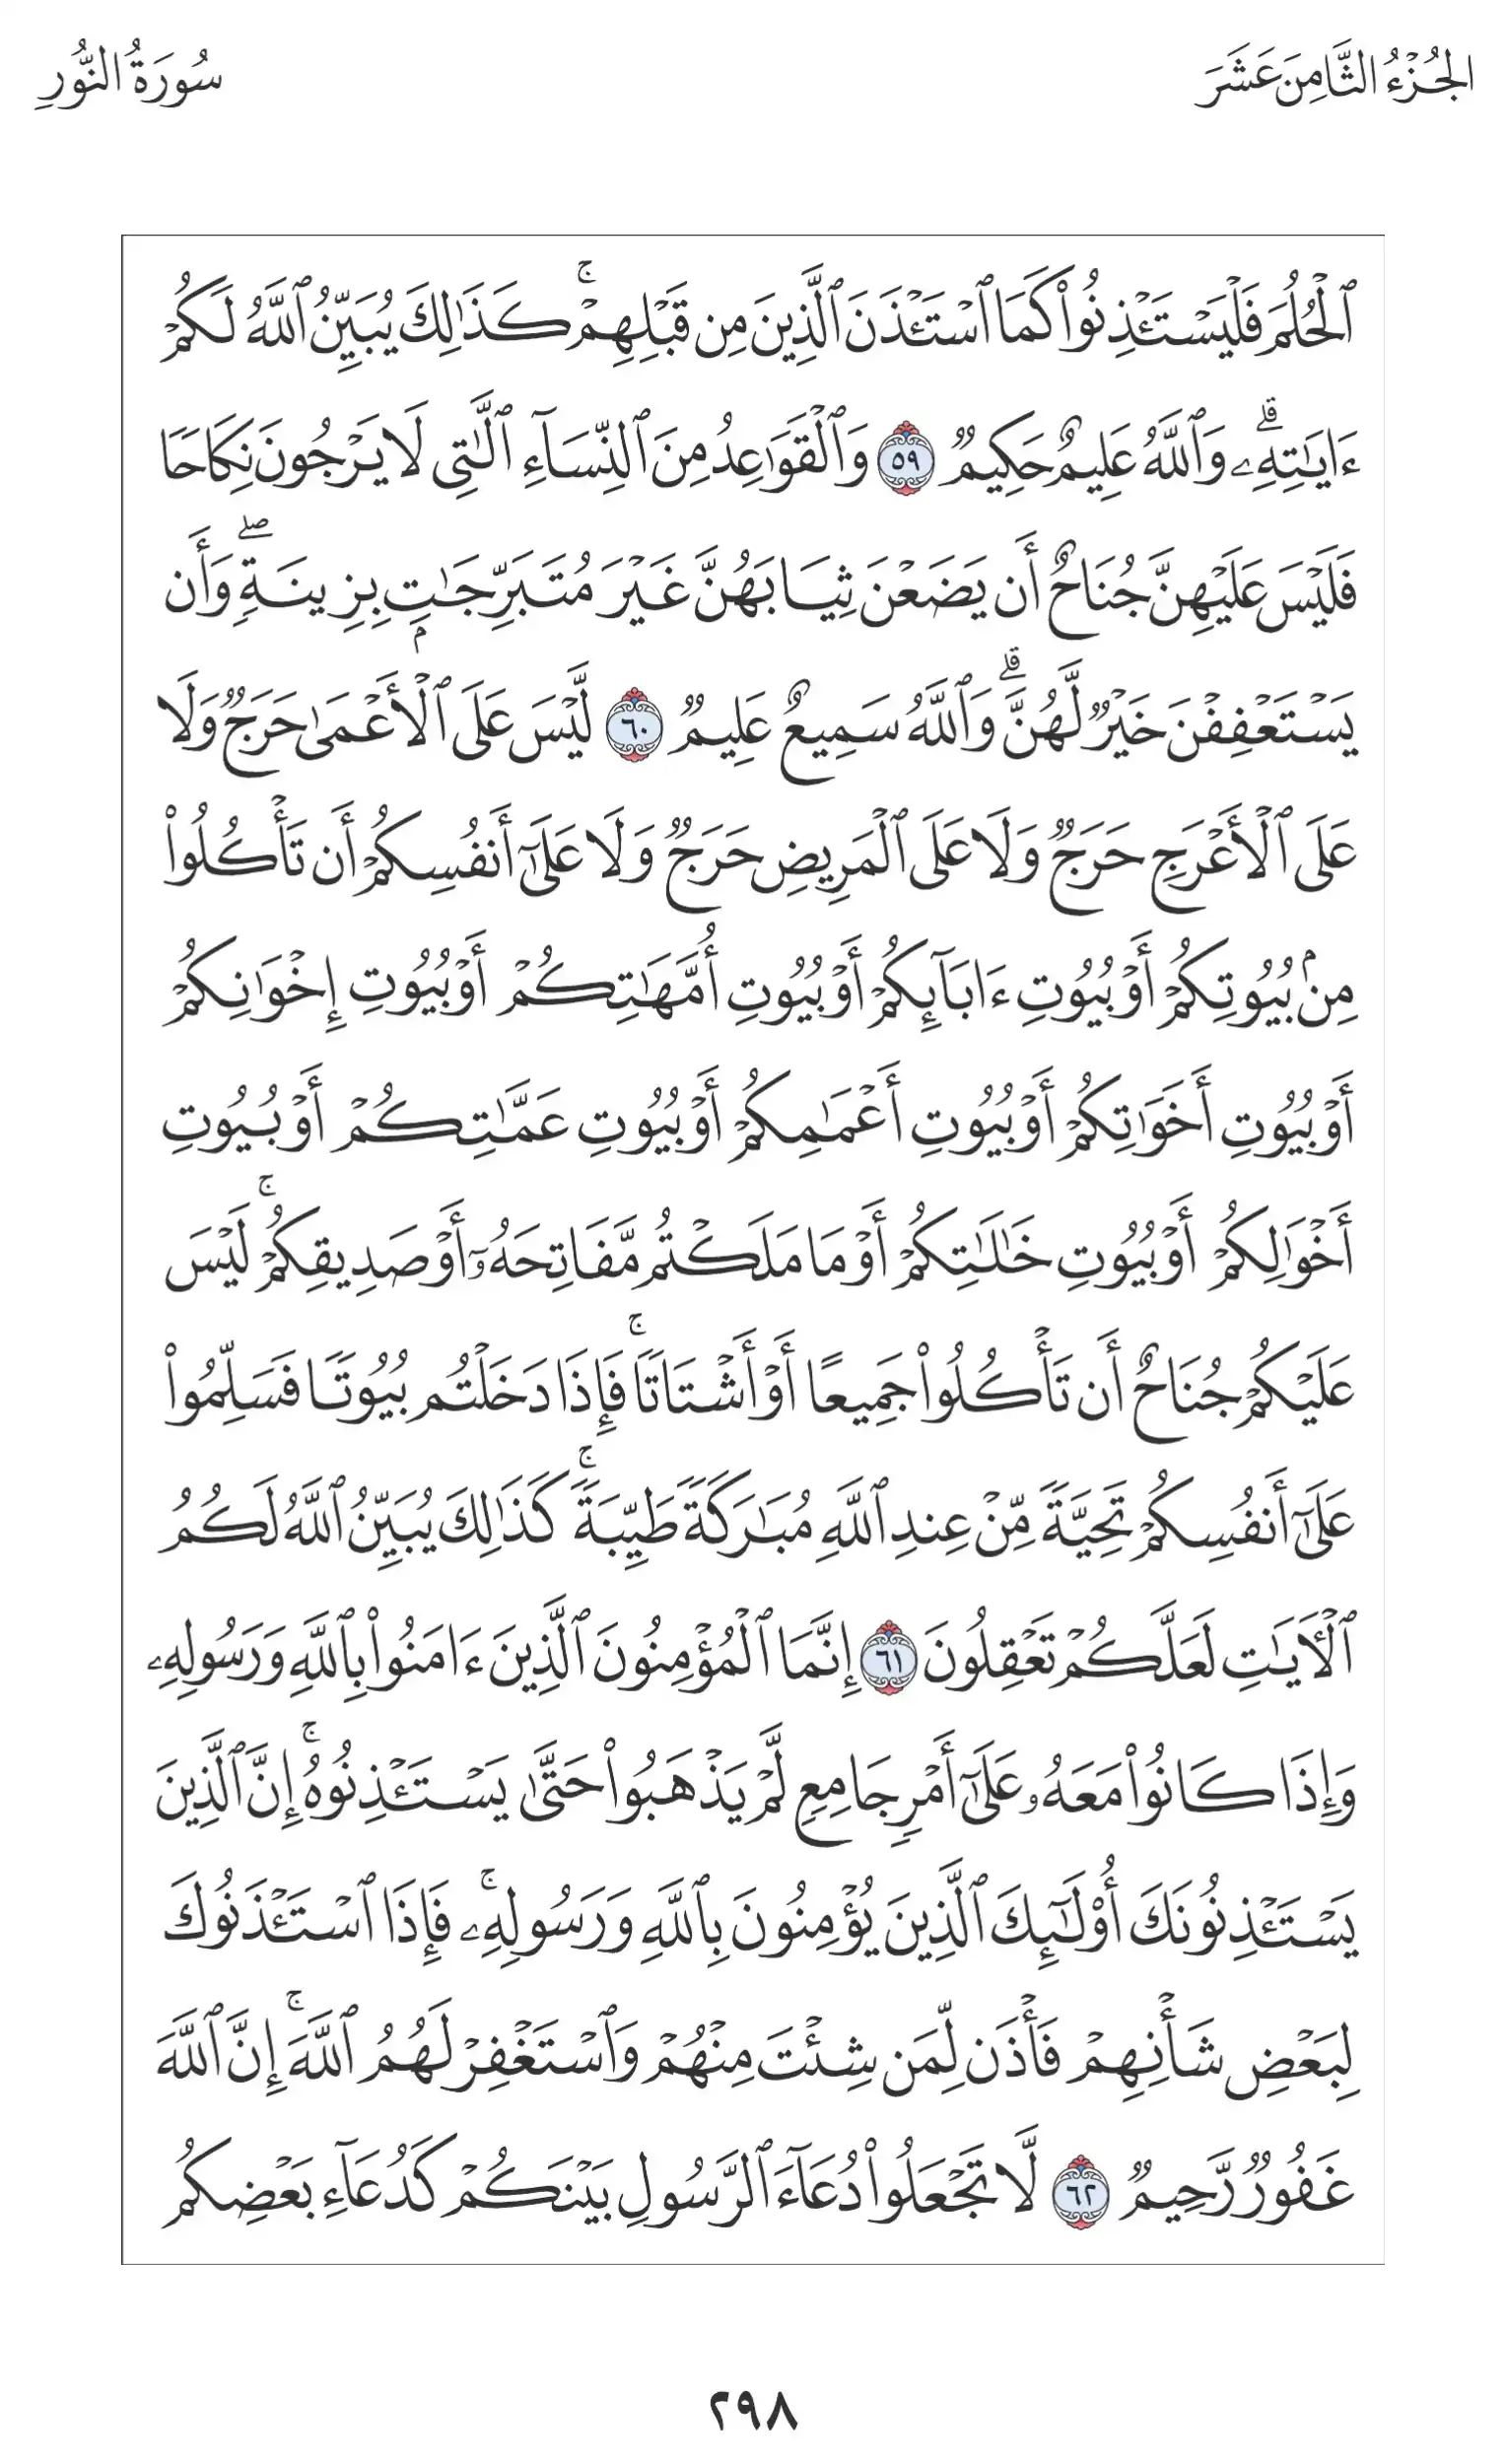 الجُزْءُ الثَّامِنَ عَشَرَ
سُورَةُ النُّورِ
ٱلْحُلُمَ فَلْيَسْتَـْٔذِنُوا۟ كَمَا ٱسْتَـْٔذَنَ ٱلَّذِينَ مِن قَبْلِهِمْ ۚ كَذَٰلِكَ يُبَيِّنُ ٱللَّهُ لَكُمْ
ءَايَـٰتِهِۦ ۗ وَٱللَّهُ عَلِيمٌ حَكِيمٌ ٥٩ وَٱلْقَوَٰعِدُ مِنَ ٱلنِّسَآءِ ٱلَّـٰتِى لَا يَرْجُونَ نِكَاحًا
فَلَيْسَ عَلَيْهِنَّ جُنَاحٌ أَن يَضَعْنَ ثِيَابَهُنَّ غَيْرَ مُتَبَرِّجَـٰتٍۭ بِزِينَةٍ ۖ وَأَن
يَسْتَعْفِفْنَ خَيْرٌ لَّهُنَّ ۗ وَٱللَّهُ سَمِيعٌ عَلِيمٌ ٦٠ لَّيْسَ عَلَى ٱلْأَعْمَىٰ حَرَجٌ وَلَا
عَلَى ٱلْأَعْرَجِ حَرَجٌ وَلَا عَلَى ٱلْمَرِيضِ حَرَجٌ وَلَا عَلَىٰٓ أَنفُسِكُمْ أَن تَأْكُلُوا۟
مِنۢ بُيُوتِكُمْ أَوْ بُيُوتِ ءَابَآئِكُمْ أَوْ بُيُوتِ أُمَّهَـٰتِكُمْ أَوْ بُيُوتِ إِخْوَٰنِكُمْ
أَوْ بُيُوتِ أَخَوَٰتِكُمْ أَوْ بُيُوتِ أَعْمَـٰمِكُمْ أَوْ بُيُوتِ عَمَّـٰتِكُمْ أَوْ بُيُوتِ
أَخْوَٰلِكُمْ أَوْ بُيُوتِ خَـٰلَـٰتِكُمْ أَوْ مَا مَلَكْتُم مَّفَاتِحَهُۥٓ أَوْ صَدِيقِكُمْ ۚ لَيْسَ
عَلَيْكُمْ جُنَاحٌ أَن تَأْكُلُوا۟ جَمِيعًا أَوْ أَشْتَاتًا ۚ فَإِذَا دَخَلْتُم بُيُوتًا فَسَلِّمُوا۟
عَلَىٰٓ أَنفُسِكُمْ تَحِيَّةً مِّنْ عِندِ ٱللَّهِ مُبَـٰرَكَةً طَيِّبَةً ۚ كَذَٰلِكَ يُبَيِّنُ ٱللَّهُ لَكُمُ
ٱلْـَٔايَـٰتِ لَعَلَّكُمْ تَعْقِلُونَ ٦١ إِنَّمَا ٱلْمُؤْمِنُونَ ٱلَّذِينَ ءَامَنُوا۟ بِٱللَّهِ وَرَسُولِهِۦ
وَإِذَا كَانُوا۟ مَعَهُۥ عَلَىٰٓ أَمْرٍ جَامِعٍ لَّمْ يَذْهَبُوا۟ حَتَّىٰ يَسْتَـْٔذِنُوهُ ۚ إِنَّ ٱلَّذِينَ
يَسْتَـْٔذِنُونَكَ أُو۟لَـٰٓئِكَ ٱلَّذِينَ يُؤْمِنُونَ بِٱللَّهِ وَرَسُولِهِۦ ۚ فَإِذَا ٱسْتَـْٔذَنُوكَ
لِبَعْضِ شَأْنِهِمْ فَأْذَن لِّمَن شِئْتَ مِنْهُمْ وَٱسْتَغْفِرْ لَهُمُ ٱللَّهَ ۚ إِنَّ ٱللَّهَ
غَفُورٌ رَّحِيمٌ ٦٢ لَّا تَجْعَلُوا۟ دُعَآءَ ٱلرَّسُولِ بَيْنَكُمْ كَدُعَآءِ بَعْضِكُم
٢٩٨